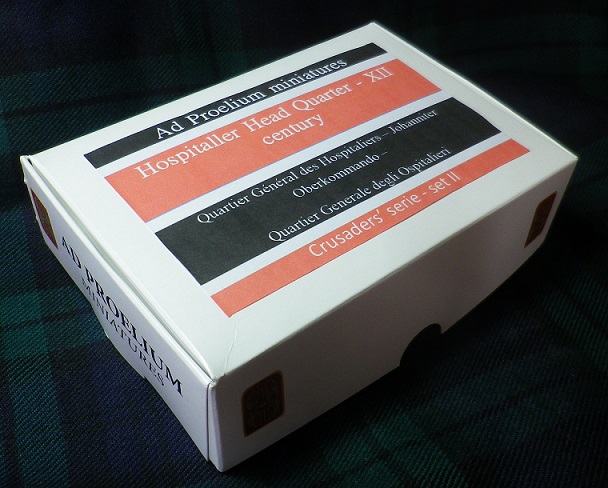 Ad Proelium miniatures
Hospitaller Head Quarter - XII
century
Quartier Général des Hospitaliers – Johanniter
Oberkommando –
Quartier Generale degli Ospitalieri
Crusaders' serie - set II
AD PROELIUM
MINIATURES